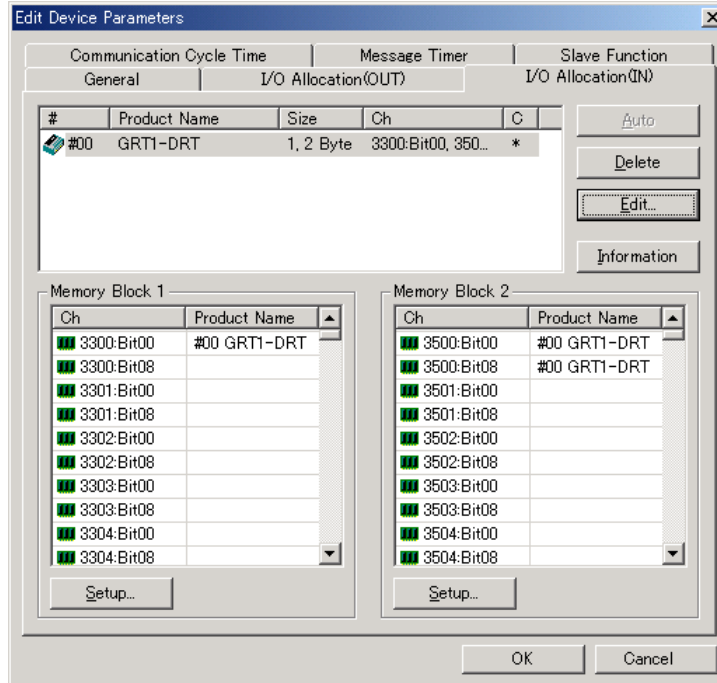 Edit Device Parameters
Communication Cycle Time Message Timer Slave Function
General I/O Allocation(OUT) I/O Allocation(IN)
# Product Name Size Ch C
#00 GRT1-DRT 1, 2 Byte 3300:Bit00, 350... *
Auto
Delete
Edit...
Information
Memory Block 1
Ch Product Name
3300:Bit00 #00 GRT1-DRT
3300:Bit08
3301:Bit00
3301:Bit08
3302:Bit00
3302:Bit08
3303:Bit00
3303:Bit08
3304:Bit00
3304:Bit08
Setup...
Memory Block 2
Ch Product Name
3500:Bit00 #00 GRT1-DRT
3500:Bit08 #00 GRT1-DRT
3501:Bit00
3501:Bit08
3502:Bit00
3502:Bit08
3503:Bit00
3503:Bit08
3504:Bit00
3504:Bit08
Setup...
OK Cancel